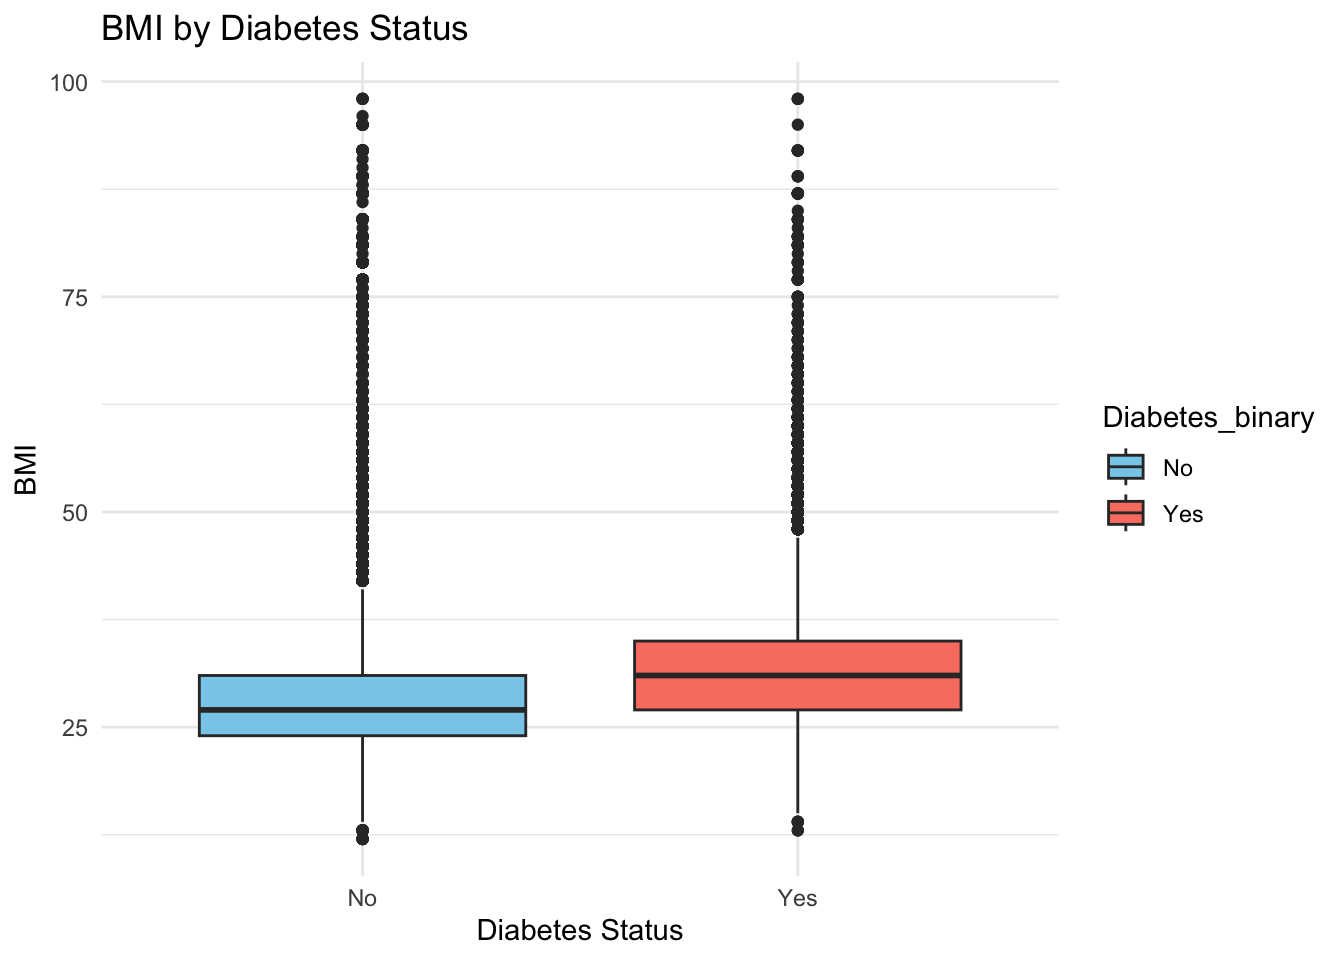 BMI by Diabetes Status
100
75
50
25
BMI
No
Yes
Diabetes Status
Diabetes_binary
No
Yes